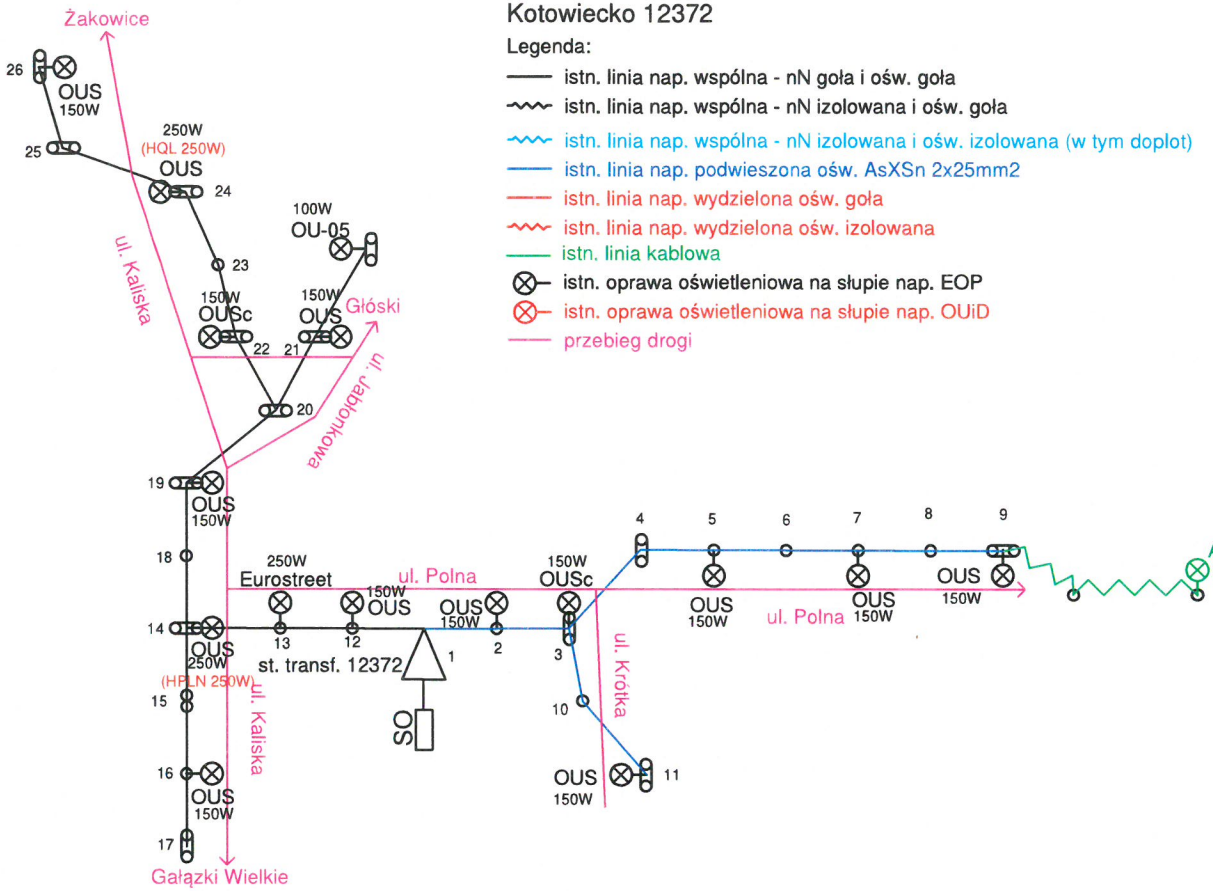 Kotowiecko 12372
Legenda:
istn. linia nap. wspólna - nN goła i ośw. goła
istn. linia nap. wspólna - nN izolowana i ośw. goła
istn. linia nap. wspólna - nN izolowana i ośw. izolowana (w tym doplot)
istn. linia nap. podwieszona ośw. AsXSn 2x25mm2
istn. linia nap. wydzielona ośw. goła
istn. linia nap. wydzielona ośw. izolowana
istn. linia kablowa
istn. oprawa oświetleniowa na słupie nap. EOP
istn. oprawa oświetleniowa na słupie nap. OUiD
przebieg drogi
Żakowice
26
OUS
150W
25
250W
(HQL 250W)
OUS
24
ul. Kaliska
23
100W
OU-05
150W
OUSc
22
150W
OUS
21
Głóski
ul. Jabłonkowa
20
19
OUS
150W
18
250W
Eurostreet
13
150W
OUS
12
ul. Polna
OUS
150W
2
150W
OUSc
3
4
5
OUS
150W
6
7
OUS
150W
8
9
OUS
150W
ul. Polna
14
OUS
250W
(HPLN 250W)
st. transf. 12372
1
SO
15
ul. Kaliska
16
OUS
150W
17
Gałązki Wielkie
10
ul. Krótka
OUS
150W
11